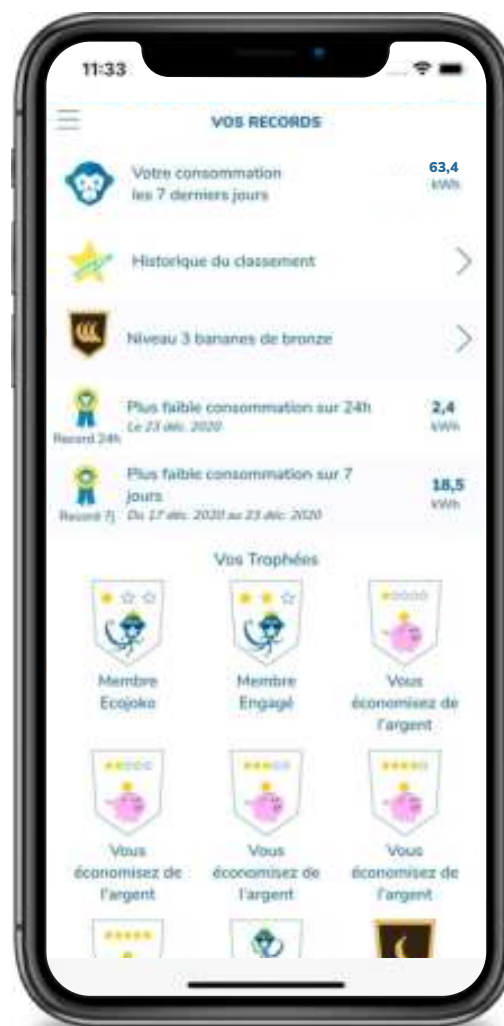 11:33
VOS RECORDS
Votre consommation
les 7 derniers jours
63,4
kWh
Historique du classement
Niveau 3 bananes de bronze
Plus faible consommation sur 24h
Le 23 déc. 2020
Record 24h
2,4
kWh
Plus faible consommation sur 7
jours
Du 17 déc. 2020 au 23 déc. 2020
Record 7j
18,5
kWh
Vos Trophées
Membre
Ecojoko
Membre
Engagé
Vous
économisez de
l'argent
Vous
économisez de
l'argent
Vous
économisez de
l'argent
Vous
économisez de
l'argent